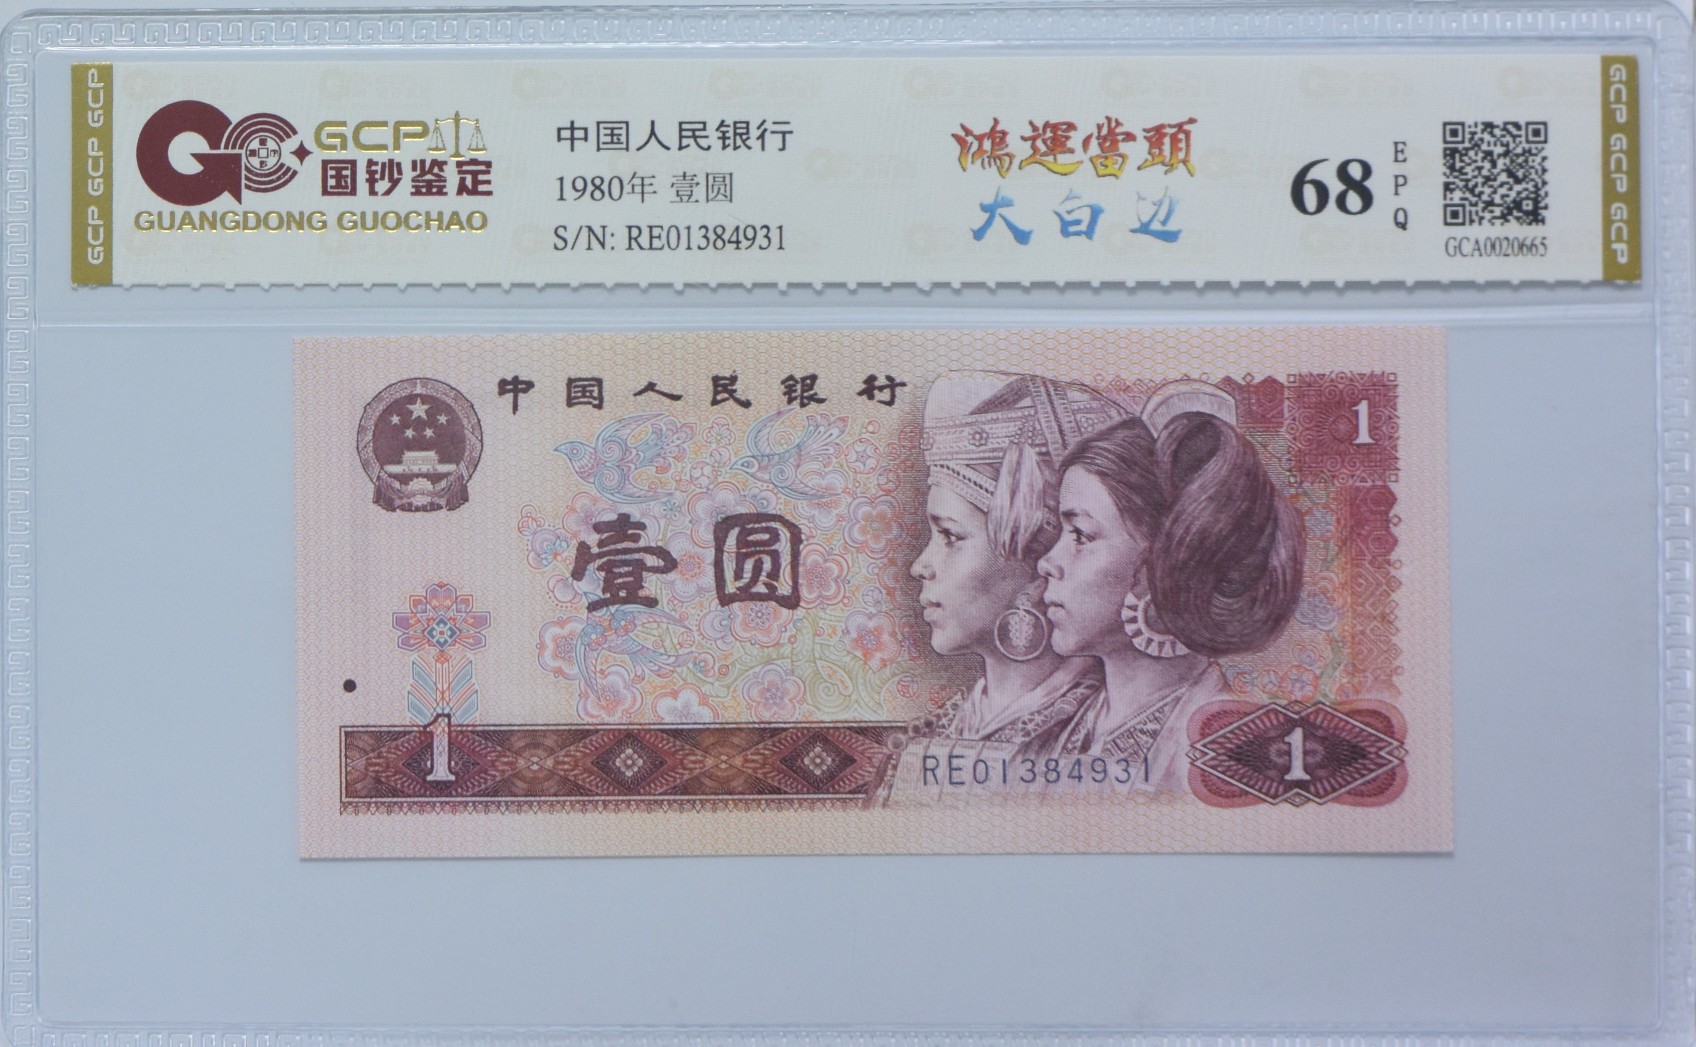 GCP GCP GCP
GCP
国钞鉴定
GUANGDONG GUOCHAO
中国人民银行
1980年 壹圆
S/N: RE01384931
鴻運當頭
大白边
68
EPQ
GCA0020665
GCP GCP GCP
中国人民银行
1
壹圆
1
RE01384931
1